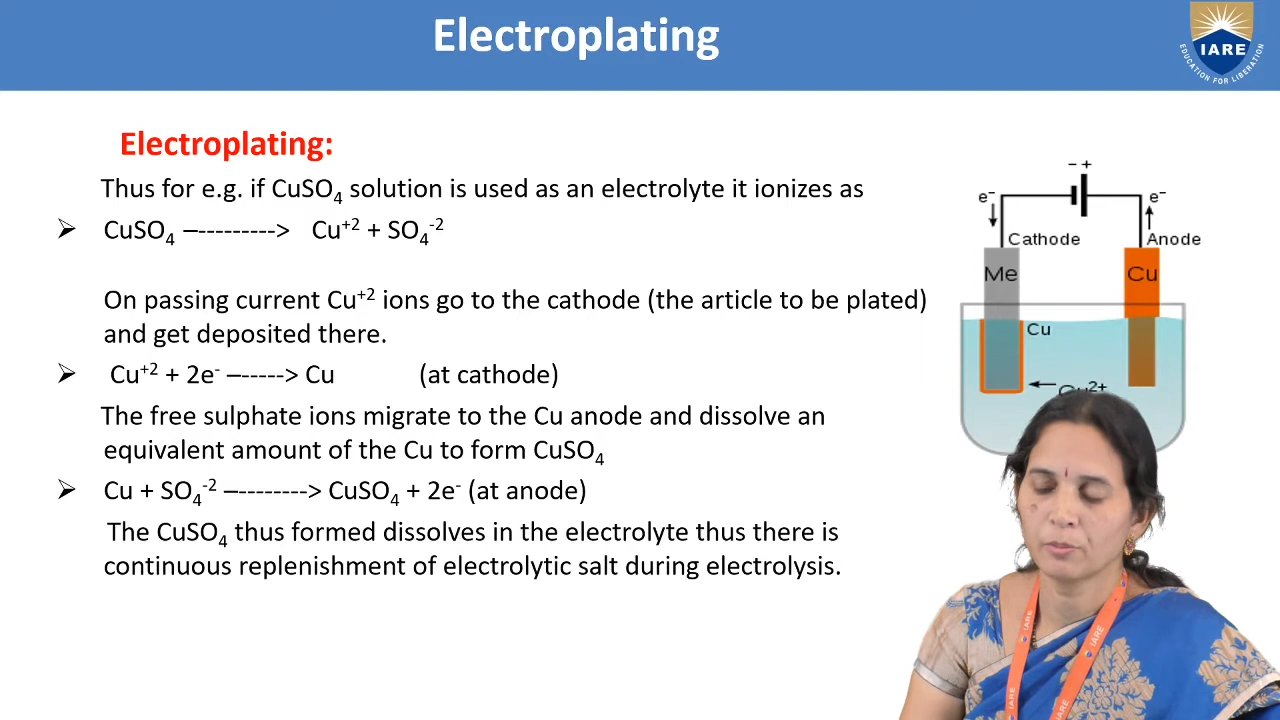 Electroplating
IARE
EDUCATION FOR LIBERATION
Electroplating:
Thus for e.g. if CuSO₄ solution is used as an electrolyte it ionizes as
➢ CuSO₄ –---------> Cu⁺² + SO₄⁻²
On passing current Cu⁺² ions go to the cathode (the article to be plated)
and get deposited there.
➢ Cu⁺² + 2e⁻ –-----> Cu (at cathode)
The free sulphate ions migrate to the Cu anode and dissolve an
equivalent amount of the Cu to form CuSO₄
➢ Cu + SO₄⁻² –--------> CuSO₄ + 2e⁻ (at anode)
The CuSO₄ thus formed dissolves in the electrolyte thus there is
continuous replenishment of electrolytic salt during electrolysis.
− +
e⁻ e⁻
Cathode Anode
Me Cu
Cu
Cu²⁺
IARE
IARE